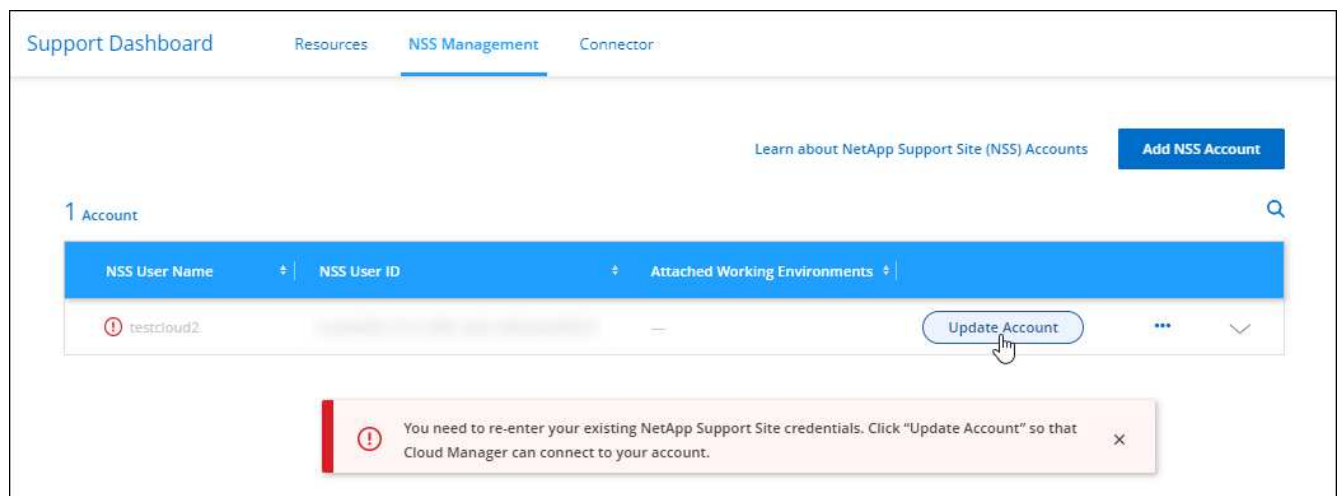 Support Dashboard Resources NSS Management Connector
Learn about NetApp Support Site (NSS) Accounts Add NSS Account
1 Account
NSS User Name NSS User ID Attached Working Environments
testcloud2 — Update Account ...
You need to re-enter your existing NetApp Support Site credentials. Click “Update Account” so that
Cloud Manager can connect to your account.